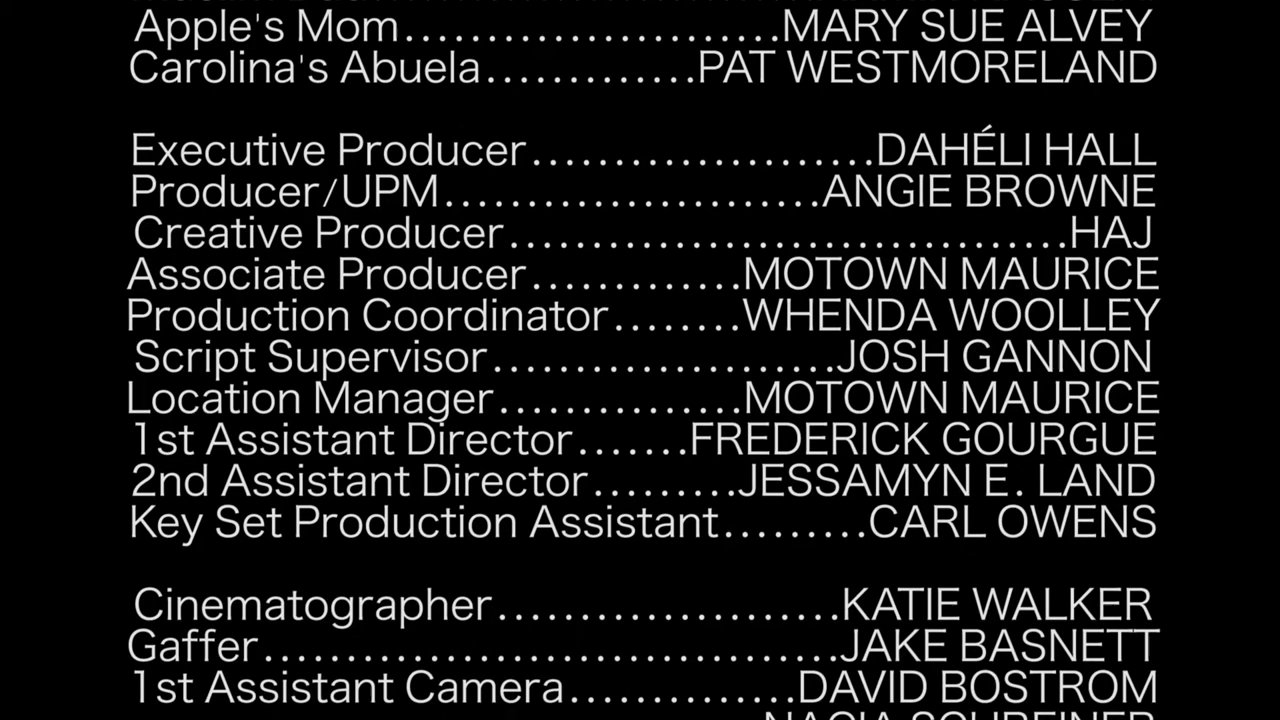 Apple's Mom.......................MARY SUE ALVEY
Carolina's Abuela.............PAT WESTMORELAND
Executive Producer.....................DAHÉLI HALL
Producer/UPM.......................ANGIE BROWNE
Creative Producer..................................HAJ
Associate Producer.............MOTOWN MAURICE
Production Coordinator........WHENDA WOOLLEY
Script Supervisor.....................JOSH GANNON
Location Manager...............MOTOWN MAURICE
1st Assistant Director.......FREDERICK GOURGUE
2nd Assistant Director.........JESSAMYN E. LAND
Key Set Production Assistant.........CARL OWENS
Cinematographer.....................KATIE WALKER
Gaffer...................................JAKE BASNETT
1st Assistant Camera..............DAVID BOSTROM